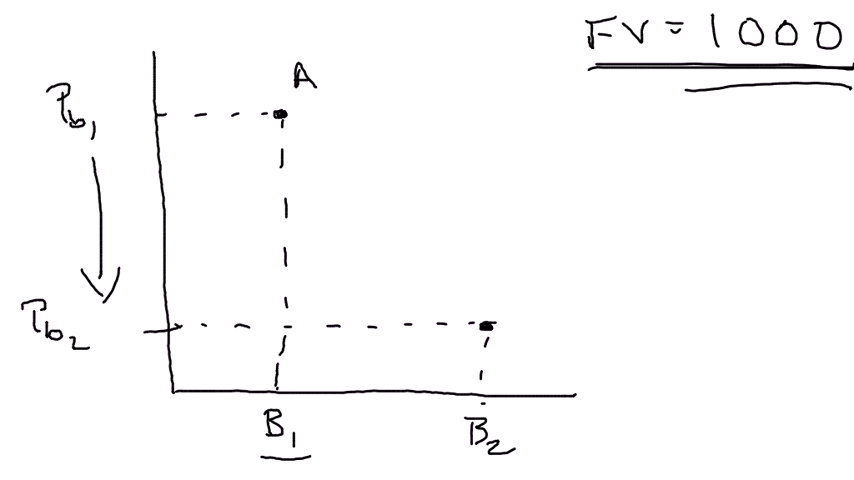 FV = 1000
A
Pb1
Pb2
B1
B2